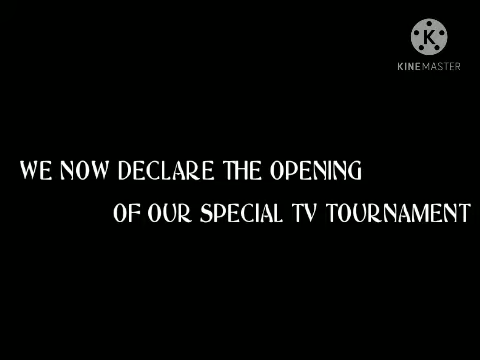 K
KINEMASTER
WE NOW DECLARE THE OPENING
OF OUR SPECIAL TV TOURNAMENT